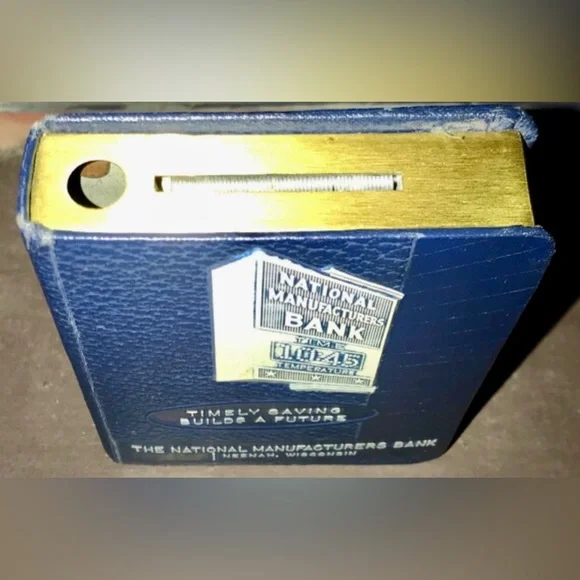 NATIONAL
MANUFACTURERS
BANK
TIME
10:45
TEMPERATURE
TIMELY SAVING
BUILDS A FUTURE
THE NATIONAL MANUFACTURERS BANK
NEENAH, WISCONSIN